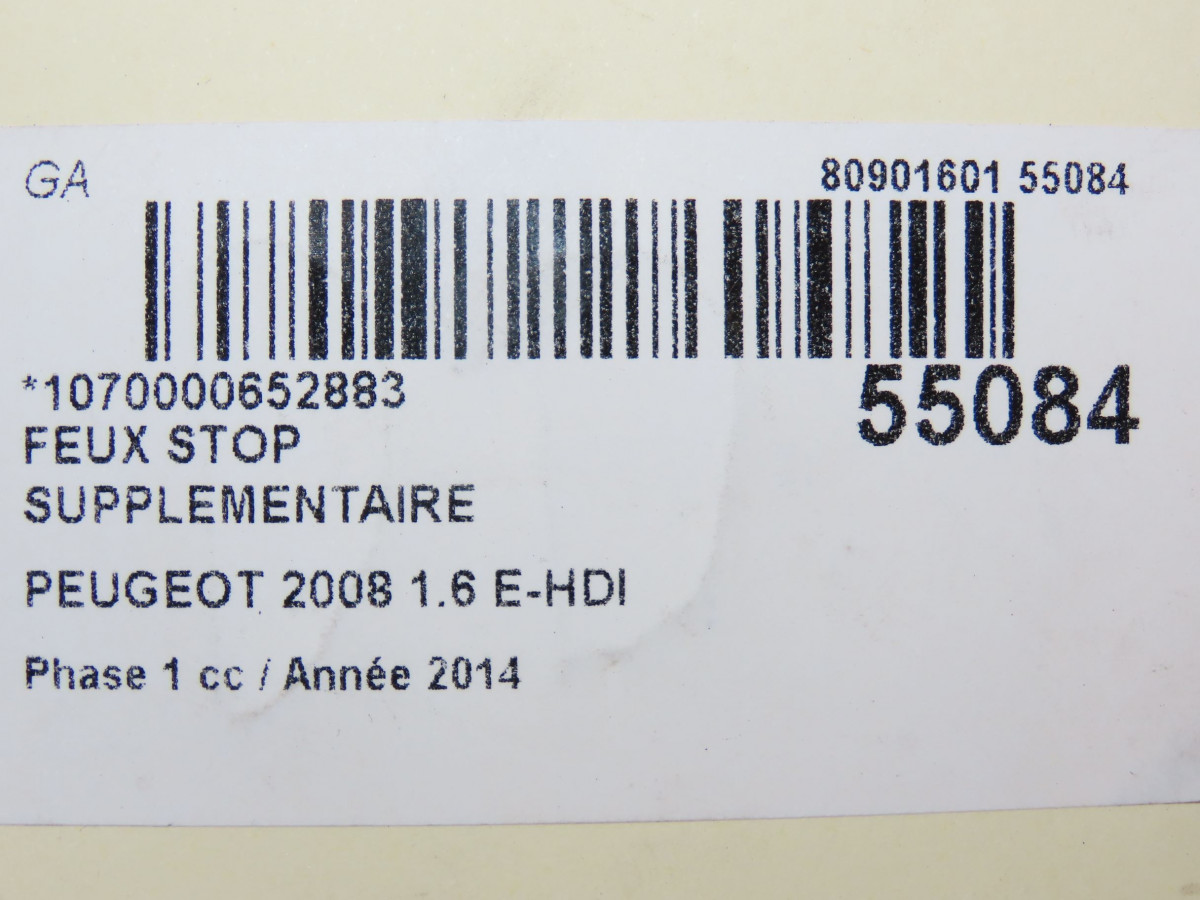 GA
80901601 55084
*1070000652883
55084
FEUX STOP
SUPPLEMENTAIRE
PEUGEOT 2008 1.6 E-HDI
Phase 1 cc / Année 2014